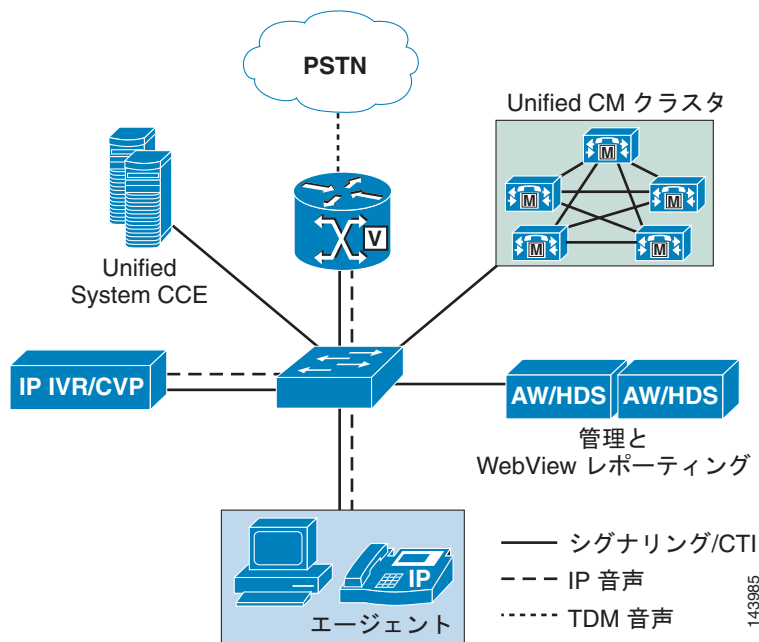 PSTN
Unified CM クラスタ
M
M
M
M
M
V
Unified
System CCE
IP IVR/CVP
AW/HDS
AW/HDS
管理と
WebView レポーティング
IP
エージェント
シグナリング/CTI
IP 音声
TDM 音声
143985